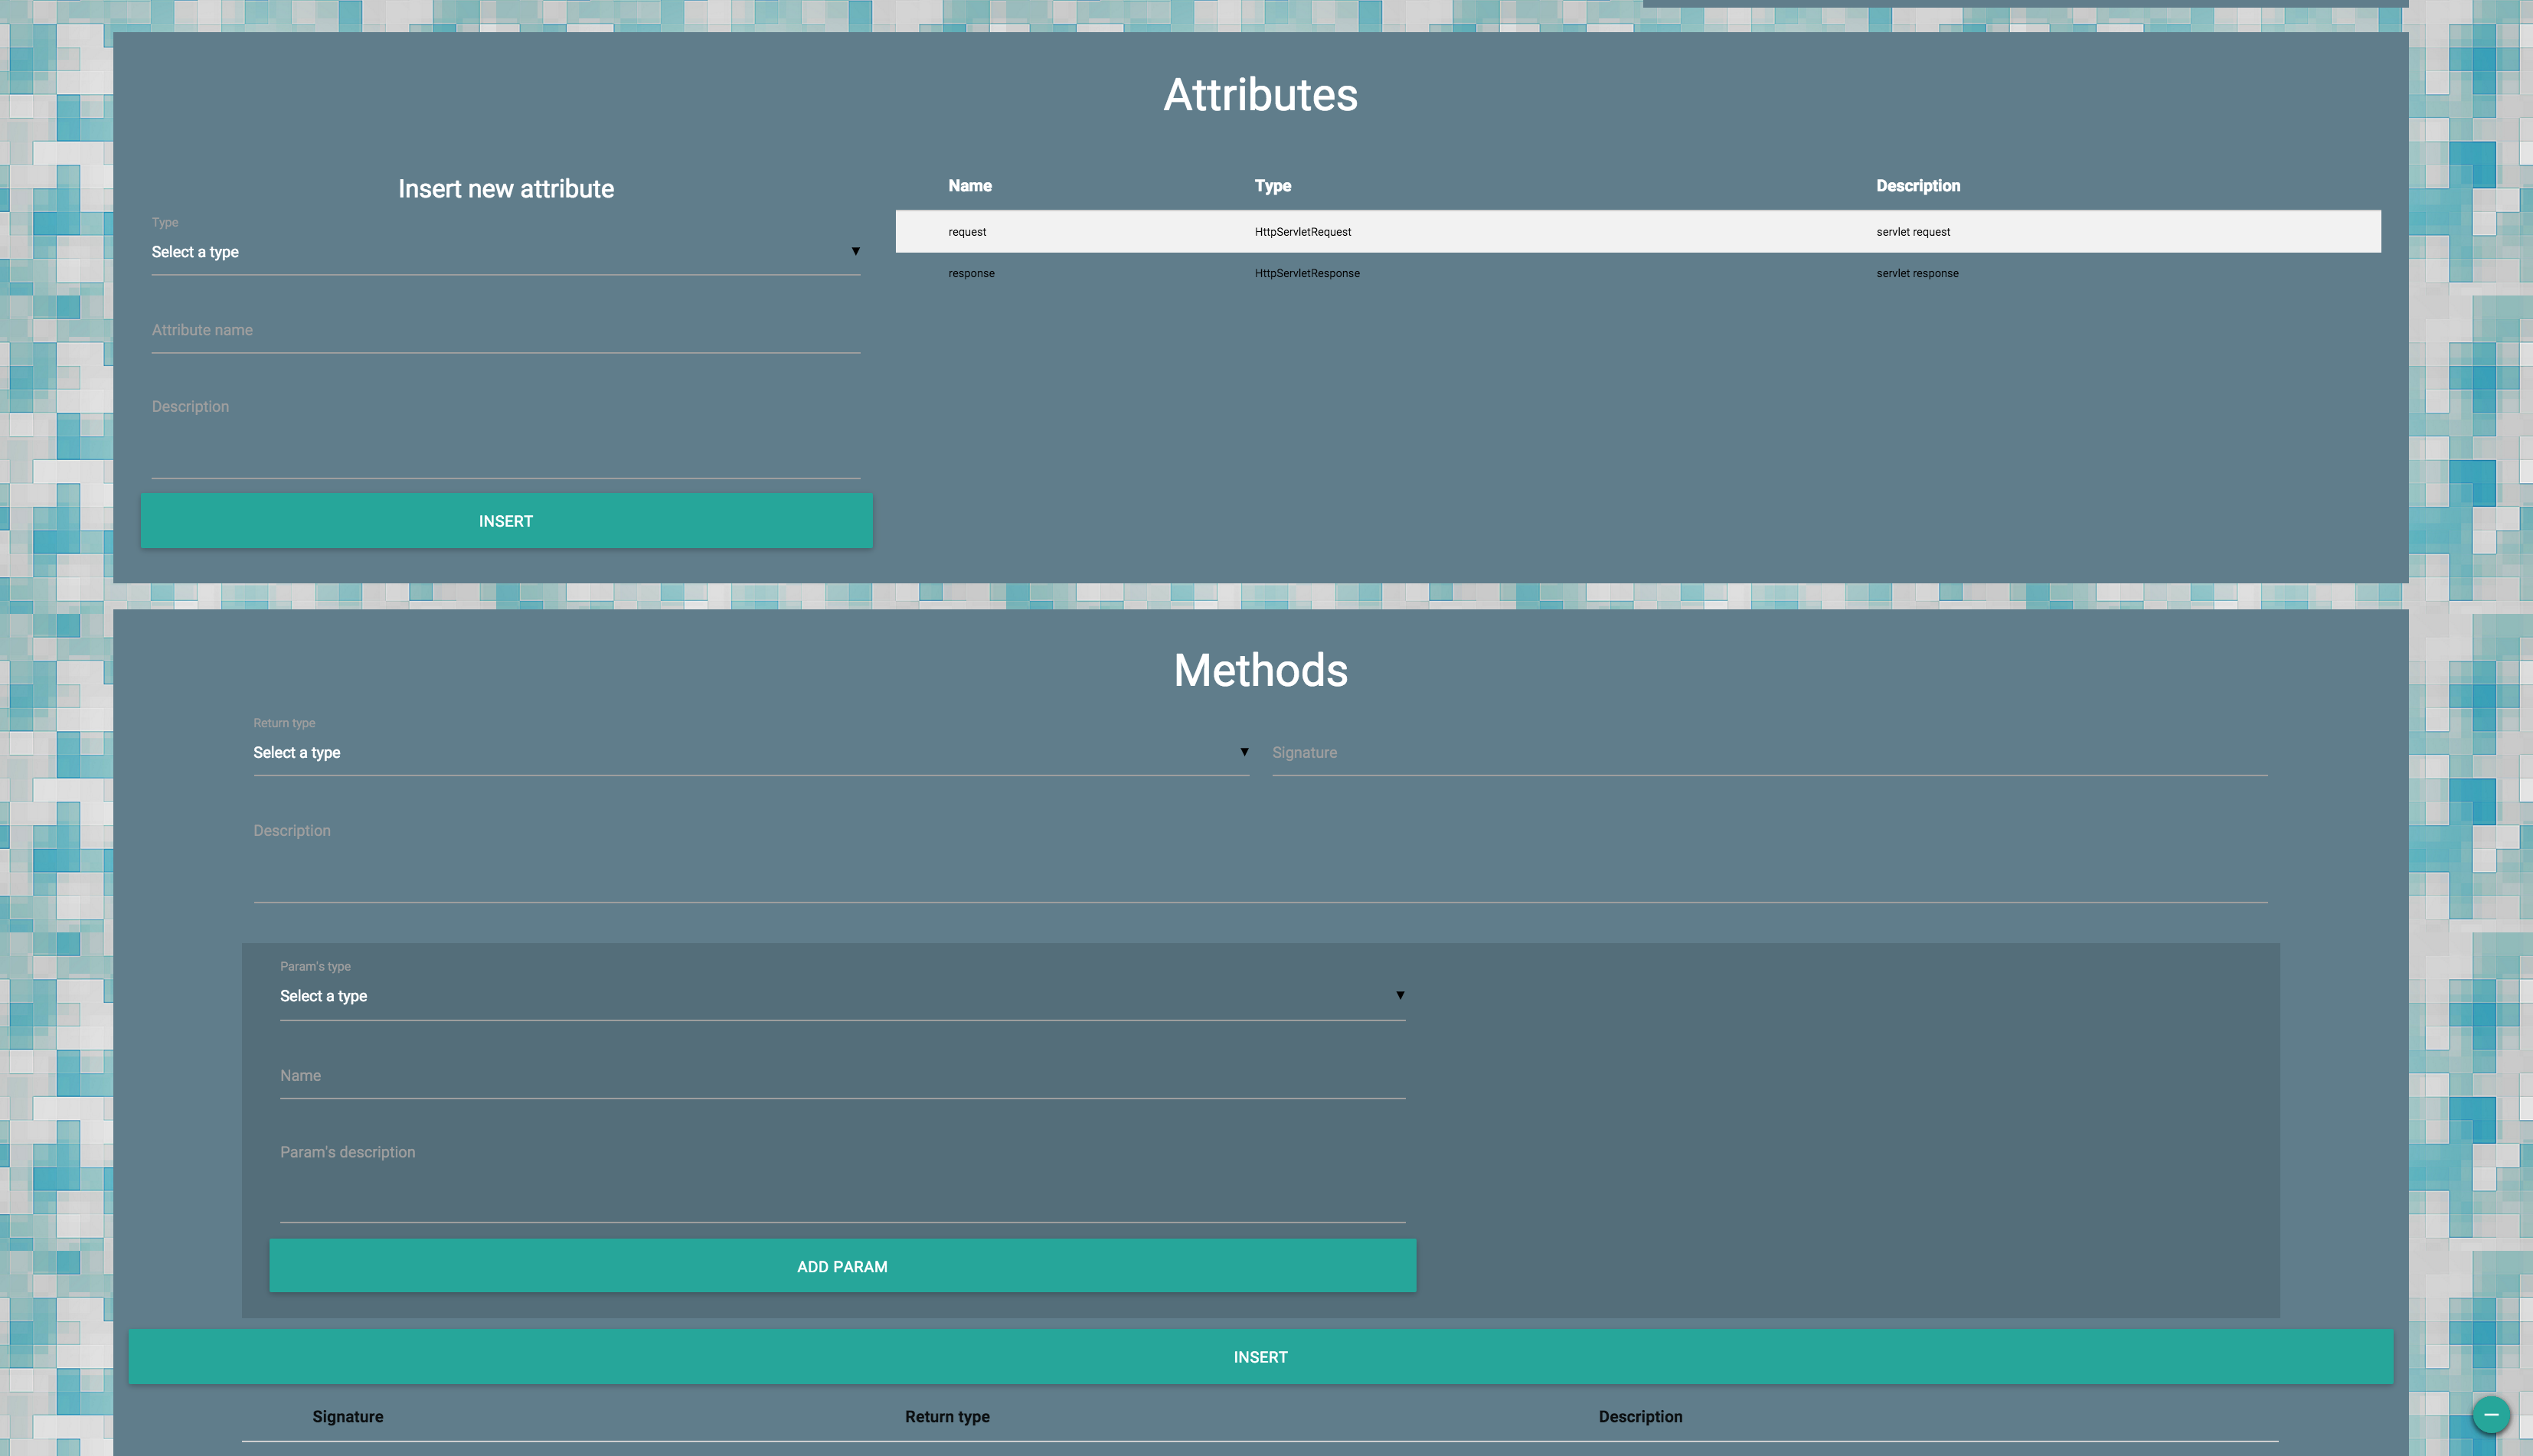 Attributes
Insert new attribute
Type
Select a type
Attribute name
Description
INSERT
Name Type Description
request HttpServletRequest servlet request
response HttpServletResponse servlet response
Methods
Return type
Select a type
Signature
Description
Param's type
Select a type
Name
Param's description
ADD PARAM
INSERT
Signature Return type Description